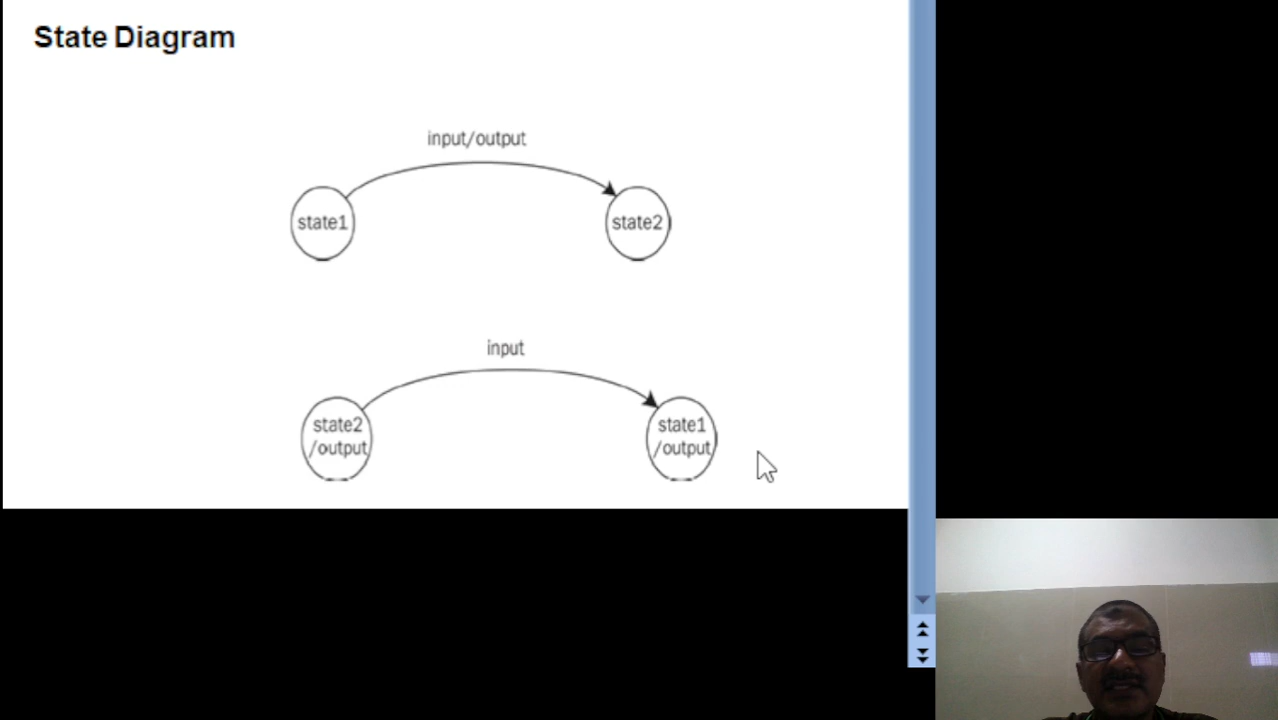 State Diagram
input/output
state1
state2
input
state2
/output
state1
/output